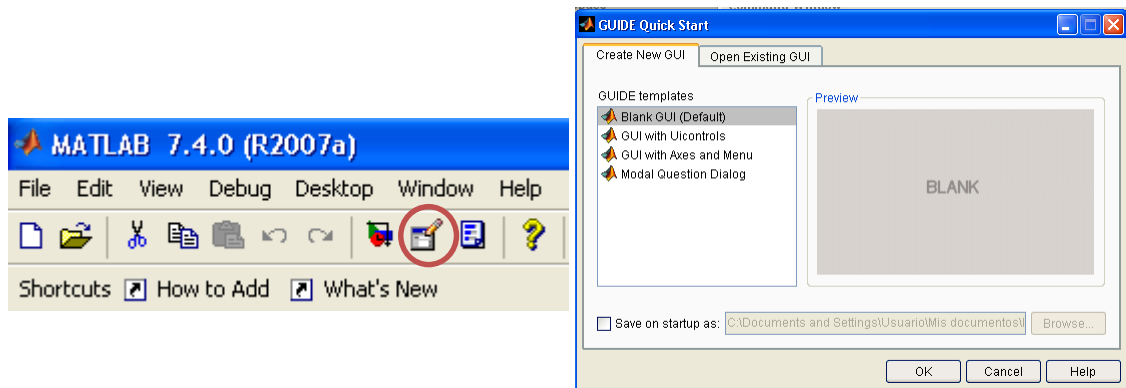 MATLAB 7.4.0 (R2007a)
File Edit View Debug Desktop Window Help
Shortcuts How to Add What's New
GUIDE Quick Start
Create New GUI Open Existing GUI
GUIDE templates
Blank GUI (Default)
GUI with Uicontrols
GUI with Axes and Menu
Modal Question Dialog
Preview
BLANK
Save on startup as: C:\Documents and Settings\Usuario\Mis documentos\ Browse...
OK Cancel Help